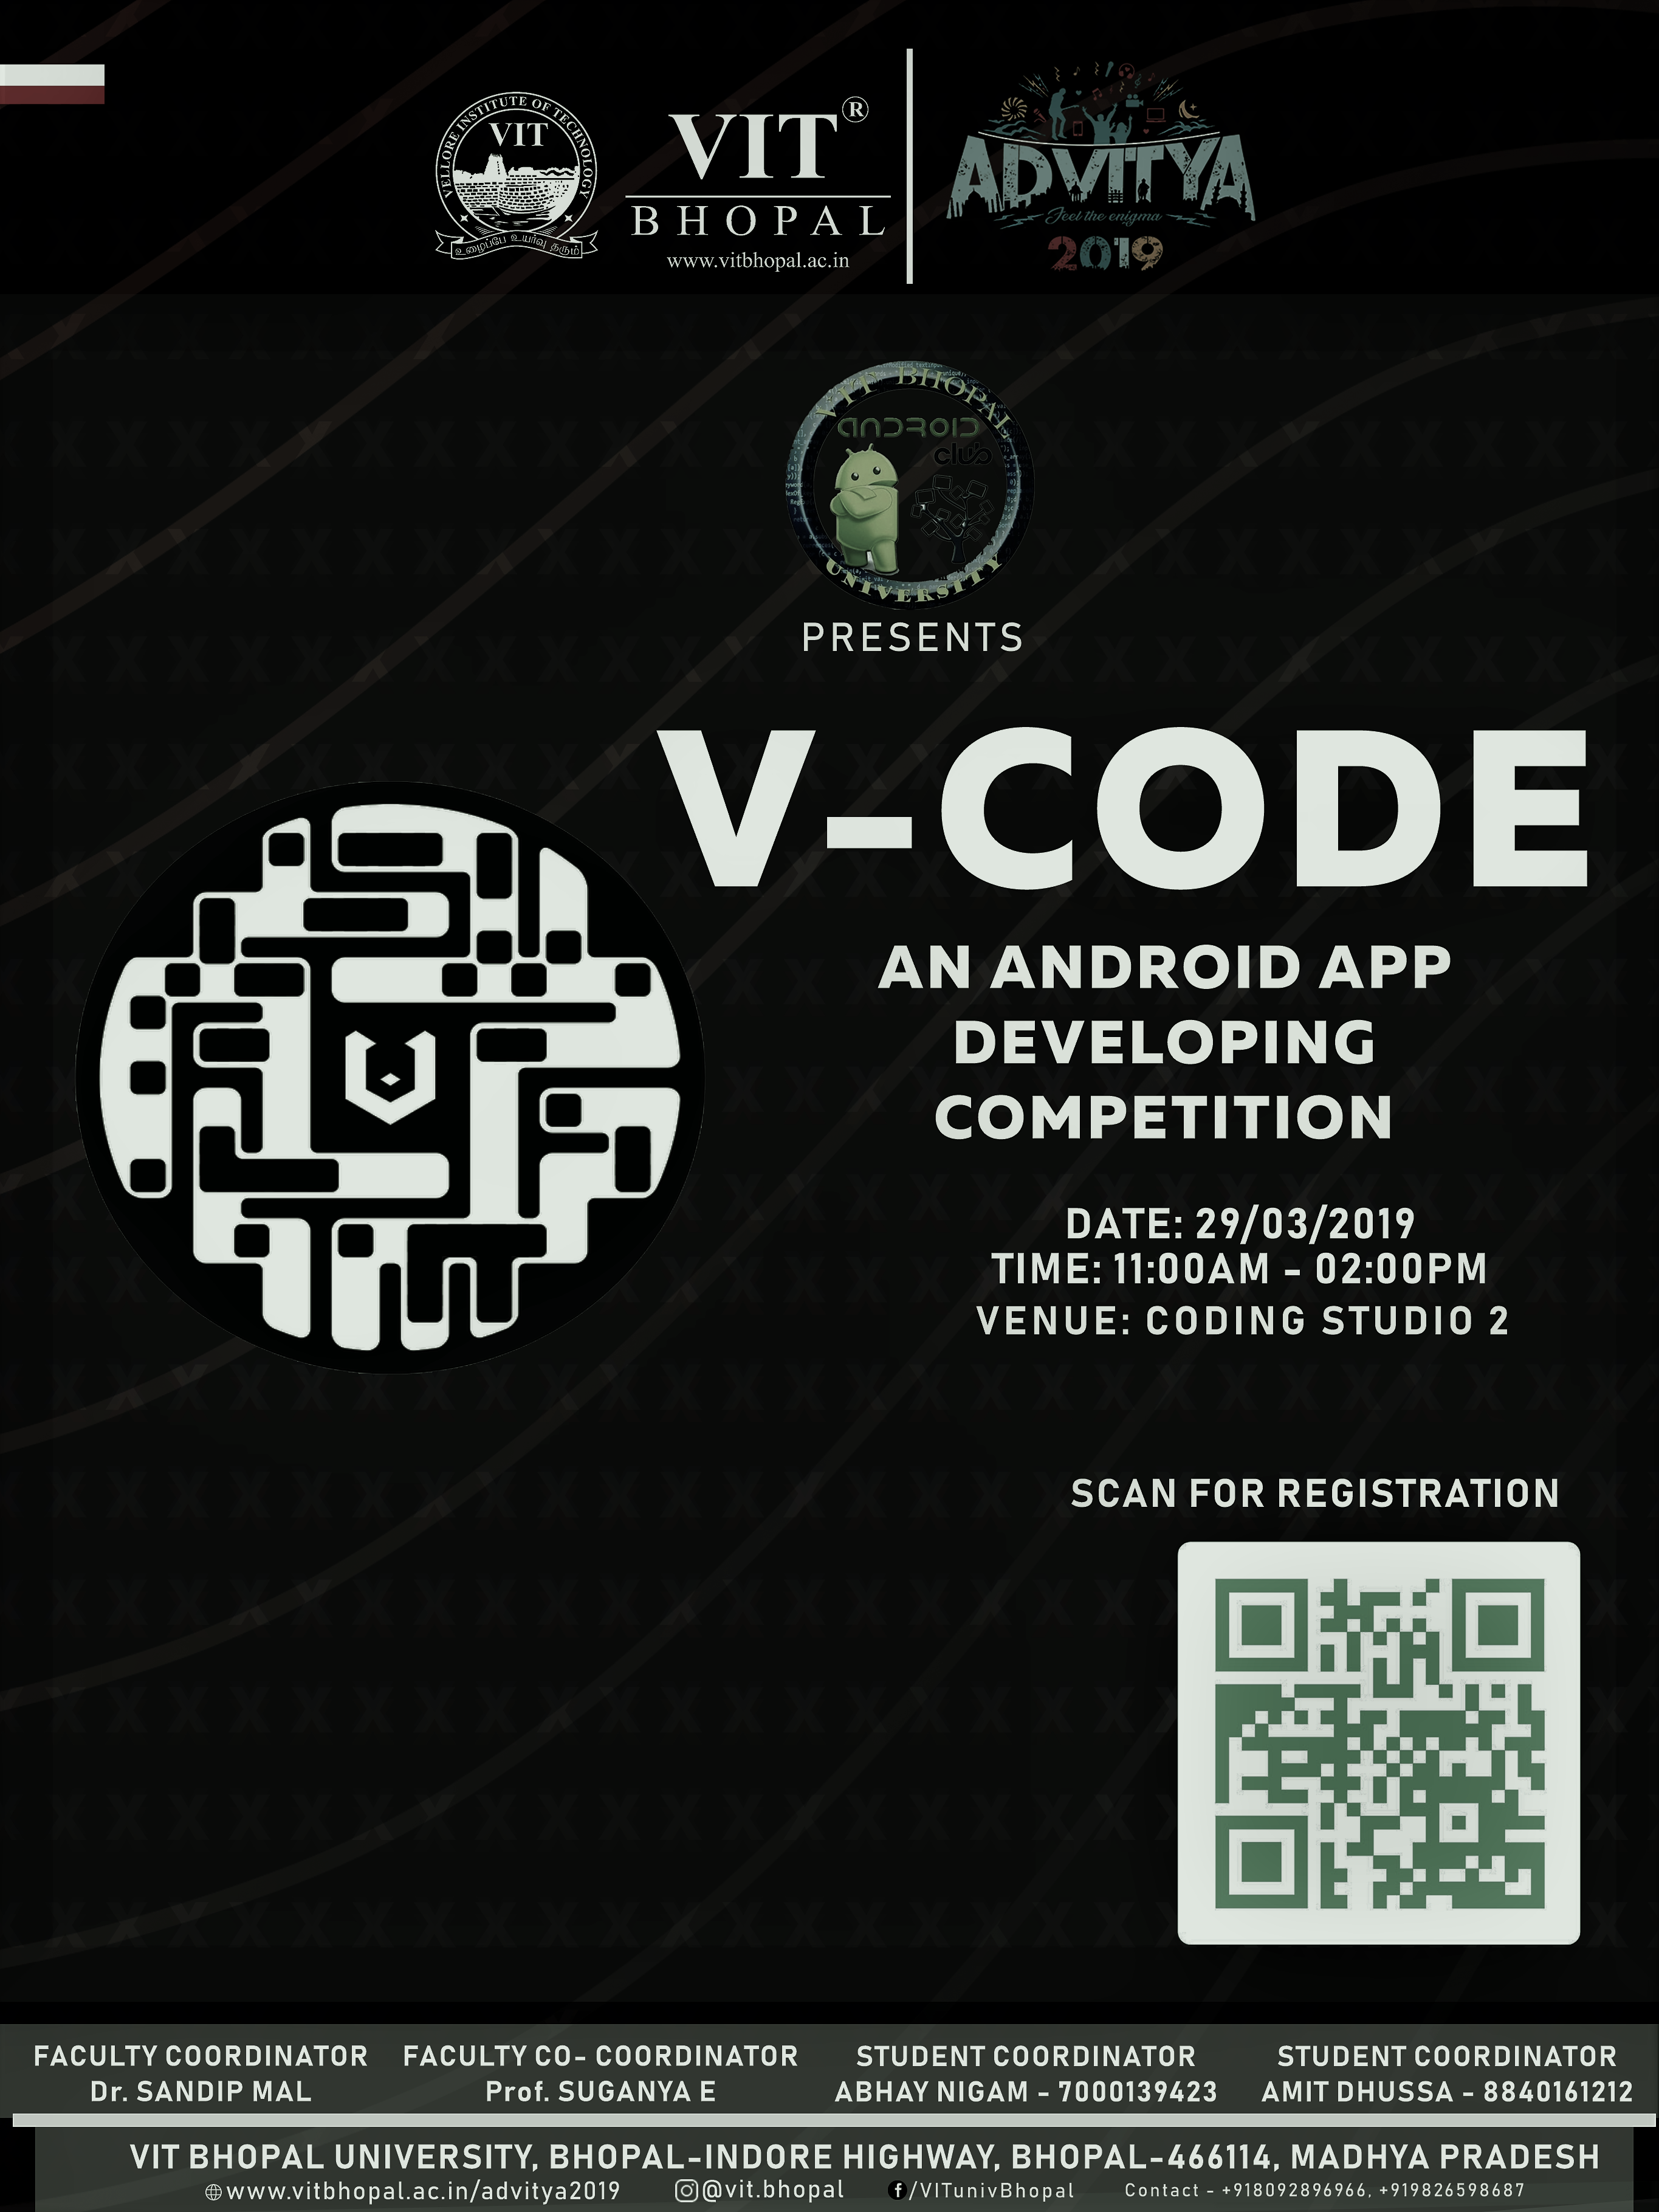 VELLORE INSTITUTE OF TECHNOLOGY
VIT
உழைப்பே உயர்வு தரும்
VIT®
BHOPAL
www.vitbhopal.ac.in
ADVITYA
Feel the enigma
2019
VIT BHOPAL
ANDROID
club
UNIVERSITY
PRESENTS
V-CODE
AN ANDROID APP
DEVELOPING
COMPETITION
DATE: 29/03/2019
TIME: 11:00AM - 02:00PM
VENUE: CODING STUDIO 2
SCAN FOR REGISTRATION
FACULTY COORDINATOR
Dr. SANDIP MAL
FACULTY CO- COORDINATOR
Prof. SUGANYA E
STUDENT COORDINATOR
ABHAY NIGAM - 7000139423
STUDENT COORDINATOR
AMIT DHUSSA - 8840161212
VIT BHOPAL UNIVERSITY, BHOPAL-INDORE HIGHWAY, BHOPAL-466114, MADHYA PRADESH
www.vitbhopal.ac.in/advitya2019 @vit.bhopal /VITunivBhopal Contact - +918092896966, +919826598687